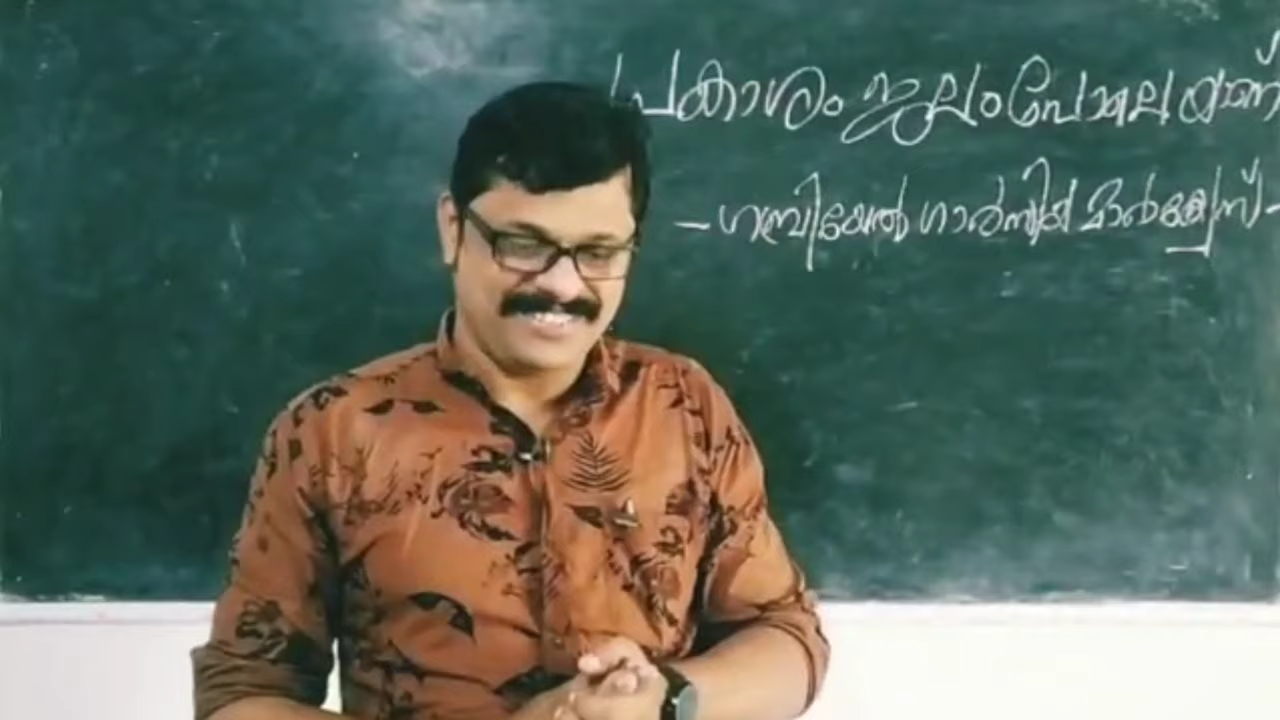 പ്രകാശം ജലംപോലെയാണ്
- ഗബ്രിയേൽ ഗാർസിയ മാർക്വേസ് -